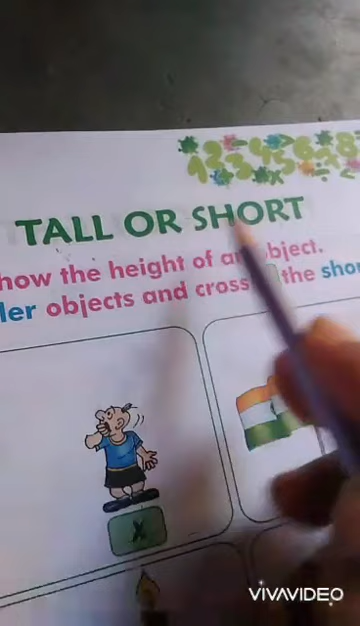 TALL OR SHORT
how the height of an object.
ler objects and cross the shor
X
VIVAVIDEO